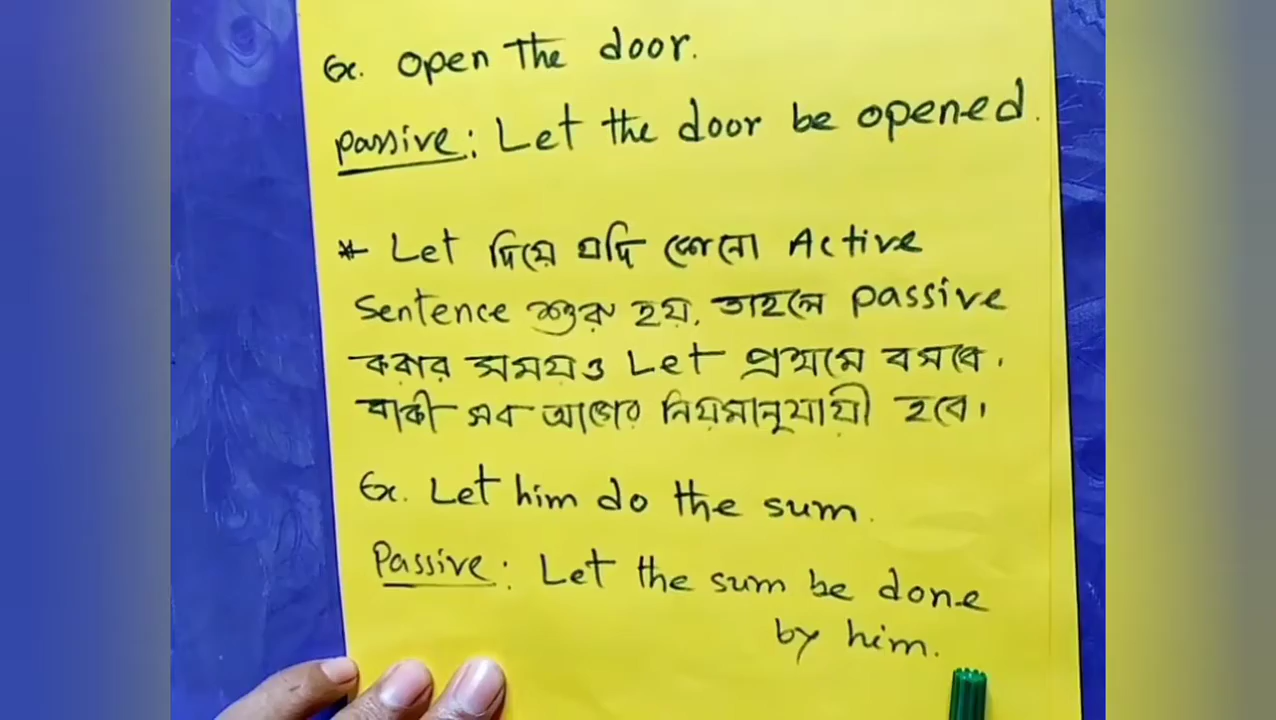 Ex. Open The door.
Passive: Let the door be opened.
* Let দিয়ে যদি কোনো Active
Sentence শুরু হয়, তাহলে passive
করার সময়ও Let প্রথমে বসবে।
বাকী সব আগের নিয়মানুযায়ী হবে।
Ex. Let him do the sum.
Passive: Let the sum be done
by him.